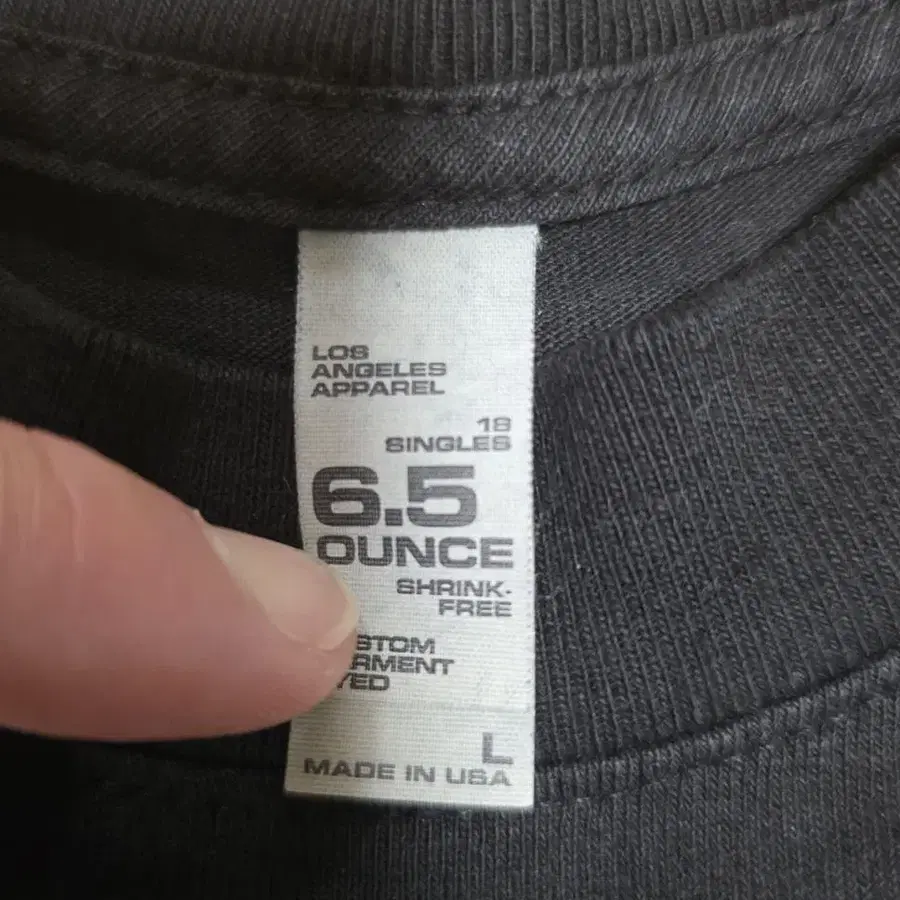 LOS
ANGELES
APPAREL
18
SINGLES
6.5
OUNCE
SHRINK-
FREE
L
MADE IN USA